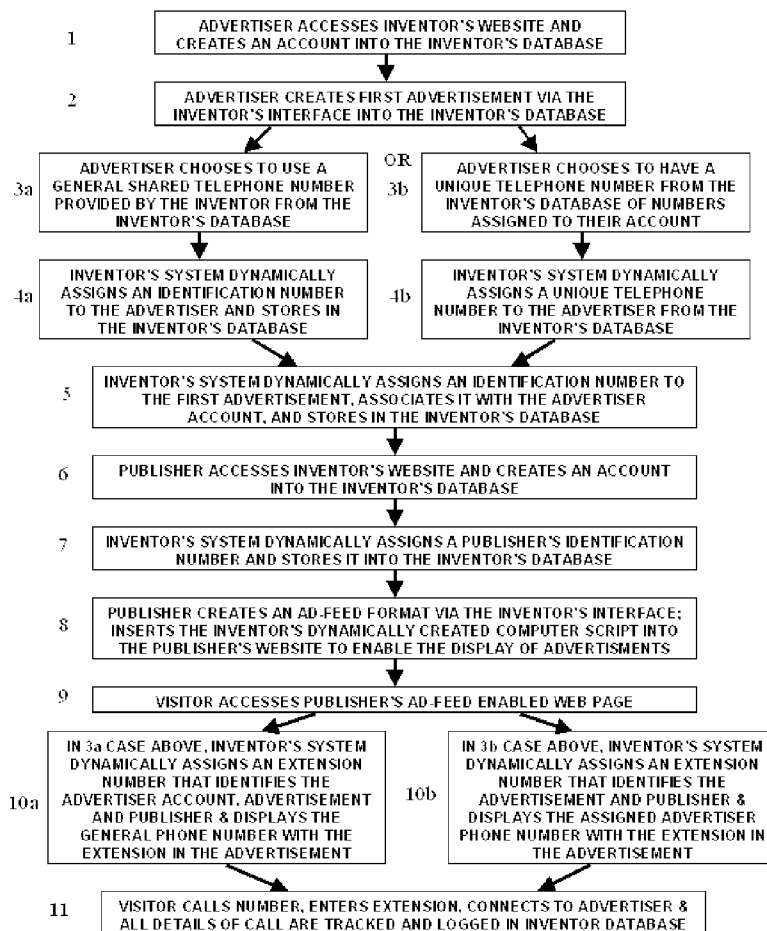 1
ADVERTISER ACCESSES INVENTOR'S WEBSITE AND
CREATES AN ACCOUNT INTO THE INVENTOR'S DATABASE
2
ADVERTISER CREATES FIRST ADVERTISEMENT VIA THE
INVENTOR'S INTERFACE INTO THE INVENTOR'S DATABASE
3a
ADVERTISER CHOOSES TO USE A
GENERAL SHARED TELEPHONE NUMBER
PROVIDED BY THE INVENTOR FROM THE
INVENTOR'S DATABASE
OR
3b
ADVERTISER CHOOSES TO HAVE A
UNIQUE TELEPHONE NUMBER FROM THE
INVENTOR'S DATABASE OF NUMBERS
ASSIGNED TO THEIR ACCOUNT
4a
INVENTOR'S SYSTEM DYNAMICALLY
ASSIGNS AN IDENTIFICATION NUMBER
TO THE ADVERTISER AND STORES IN
THE INVENTOR'S DATABASE
4b
INVENTOR'S SYSTEM DYNAMICALLY
ASSIGNS A UNIQUE TELEPHONE
NUMBER TO THE ADVERTISER FROM THE
INVENTOR'S DATABASE
5
INVENTOR'S SYSTEM DYNAMICALLY ASSIGNS AN IDENTIFICATION NUMBER TO
THE FIRST ADVERTISEMENT, ASSOCIATES IT WITH THE ADVERTISER
ACCOUNT, AND STORES IN THE INVENTOR'S DATABASE
6
PUBLISHER ACCESSES INVENTOR'S WEBSITE AND CREATES AN ACCOUNT
INTO THE INVENTOR'S DATABASE
7
INVENTOR'S SYSTEM DYNAMICALLY ASSIGNS A PUBLISHER'S IDENTIFICATION
NUMBER AND STORES IT INTO THE INVENTOR'S DATABASE
8
PUBLISHER CREATES AN AD-FEED FORMAT VIA THE INVENTOR'S INTERFACE;
INSERTS THE INVENTOR'S DYNAMICALLY CREATED COMPUTER SCRIPT INTO
THE PUBLISHER'S WEBSITE TO ENABLE THE DISPLAY OF ADVERTISMENTS
9
VISITOR ACCESSES PUBLISHER'S AD-FEED ENABLED WEB PAGE
10a
IN 3a CASE ABOVE, INVENTOR'S SYSTEM
DYNAMICALLY ASSIGNS AN EXTENSION
NUMBER THAT IDENTIFIES THE
ADVERTISER ACCOUNT, ADVERTISEMENT
AND PUBLISHER & DISPLAYS THE
GENERAL PHONE NUMBER WITH THE
EXTENSION IN THE ADVERTISEMENT
10b
IN 3b CASE ABOVE, INVENTOR'S SYSTEM
DYNAMICALLY ASSIGNS AN EXTENSION
NUMBER THAT IDENTIFIES THE
ADVERTISEMENT AND PUBLISHER &
DISPLAYS THE ASSIGNED ADVERTISER
PHONE NUMBER WITH THE EXTENSION IN
THE ADVERTISEMENT
11
VISITOR CALLS NUMBER, ENTERS EXTENSION, CONNECTS TO ADVERTISER &
ALL DETAILS OF CALL ARE TRACKED AND LOGGED IN INVENTOR DATABASE